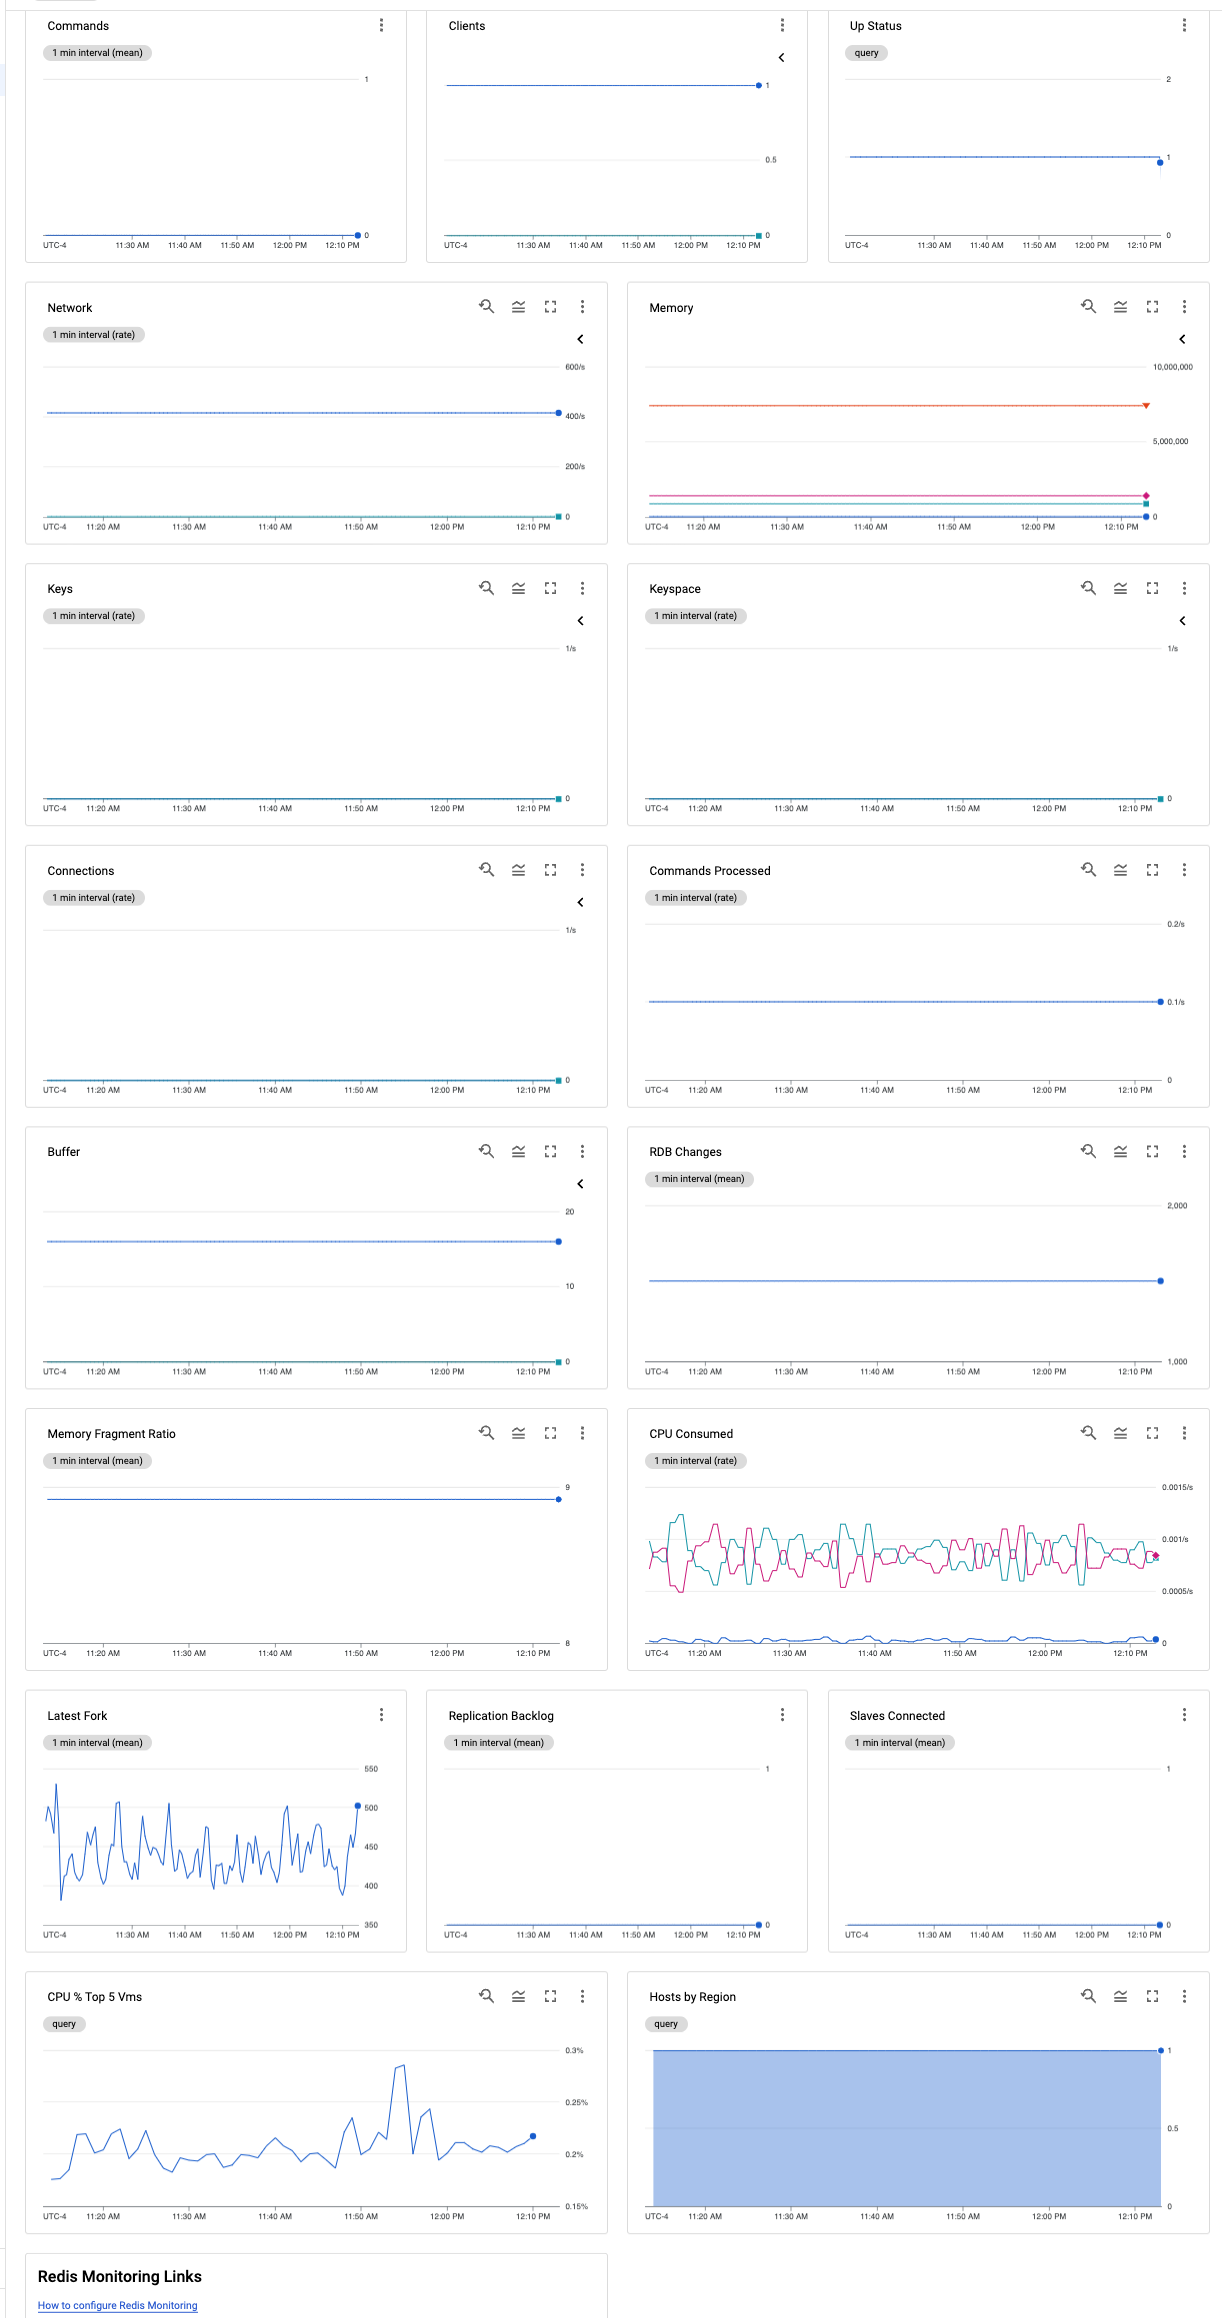 Commands
1 min interval (mean)
1
0
UTC-4 11:30 AM 11:40 AM 11:50 AM 12:00 PM 12:10 PM
Clients
1
0.5
0
UTC-4 11:30 AM 11:40 AM 11:50 AM 12:00 PM 12:10 PM
Up Status
query
2
1
0
UTC-4 11:30 AM 11:40 AM 11:50 AM 12:00 PM 12:10 PM
Network
1 min interval (rate)
600/s
400/s
200/s
0
UTC-4 11:20 AM 11:30 AM 11:40 AM 11:50 AM 12:00 PM 12:10 PM
Memory
10,000,000
5,000,000
0
UTC-4 11:20 AM 11:30 AM 11:40 AM 11:50 AM 12:00 PM 12:10 PM
Keys
1 min interval (rate)
1/s
0
UTC-4 11:20 AM 11:30 AM 11:40 AM 11:50 AM 12:00 PM 12:10 PM
Keyspace
1 min interval (rate)
1/s
0
UTC-4 11:20 AM 11:30 AM 11:40 AM 11:50 AM 12:00 PM 12:10 PM
Connections
1 min interval (rate)
1/s
0
UTC-4 11:20 AM 11:30 AM 11:40 AM 11:50 AM 12:00 PM 12:10 PM
Commands Processed
1 min interval (rate)
0.2/s
0.1/s
0
UTC-4 11:20 AM 11:30 AM 11:40 AM 11:50 AM 12:00 PM 12:10 PM
Buffer
20
10
0
UTC-4 11:20 AM 11:30 AM 11:40 AM 11:50 AM 12:00 PM 12:10 PM
RDB Changes
1 min interval (mean)
2,000
1,000
UTC-4 11:20 AM 11:30 AM 11:40 AM 11:50 AM 12:00 PM 12:10 PM
Memory Fragment Ratio
1 min interval (mean)
9
8
UTC-4 11:20 AM 11:30 AM 11:40 AM 11:50 AM 12:00 PM 12:10 PM
CPU Consumed
1 min interval (rate)
0.0015/s
0.001/s
0.0005/s
0
UTC-4 11:20 AM 11:30 AM 11:40 AM 11:50 AM 12:00 PM 12:10 PM
Latest Fork
1 min interval (mean)
550
500
450
400
350
UTC-4 11:30 AM 11:40 AM 11:50 AM 12:00 PM 12:10 PM
Replication Backlog
1 min interval (mean)
1
0
UTC-4 11:30 AM 11:40 AM 11:50 AM 12:00 PM 12:10 PM
Slaves Connected
1 min interval (mean)
1
0
UTC-4 11:30 AM 11:40 AM 11:50 AM 12:00 PM 12:10 PM
CPU % Top 5 Vms
query
0.3%
0.25%
0.2%
0.15%
UTC-4 11:20 AM 11:30 AM 11:40 AM 11:50 AM 12:00 PM 12:10 PM
Hosts by Region
query
1
0.5
0
UTC-4 11:20 AM 11:30 AM 11:40 AM 11:50 AM 12:00 PM 12:10 PM
Redis Monitoring Links
How to configure Redis Monitoring